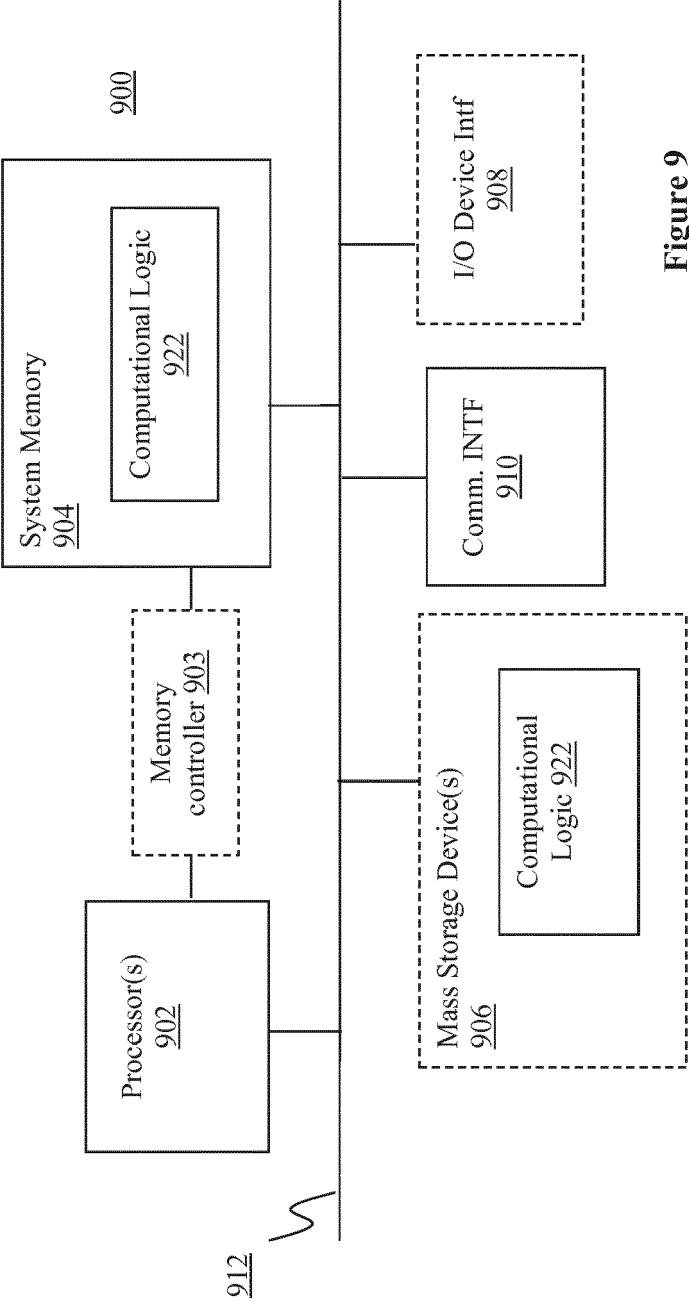 900
Processor(s)
902
Memory
controller 903
System Memory
904
Computational Logic
922
912
Mass Storage Device(s)
906
Computational
Logic 922
Comm. INTF
910
I/O Device Intf
908
Figure 9